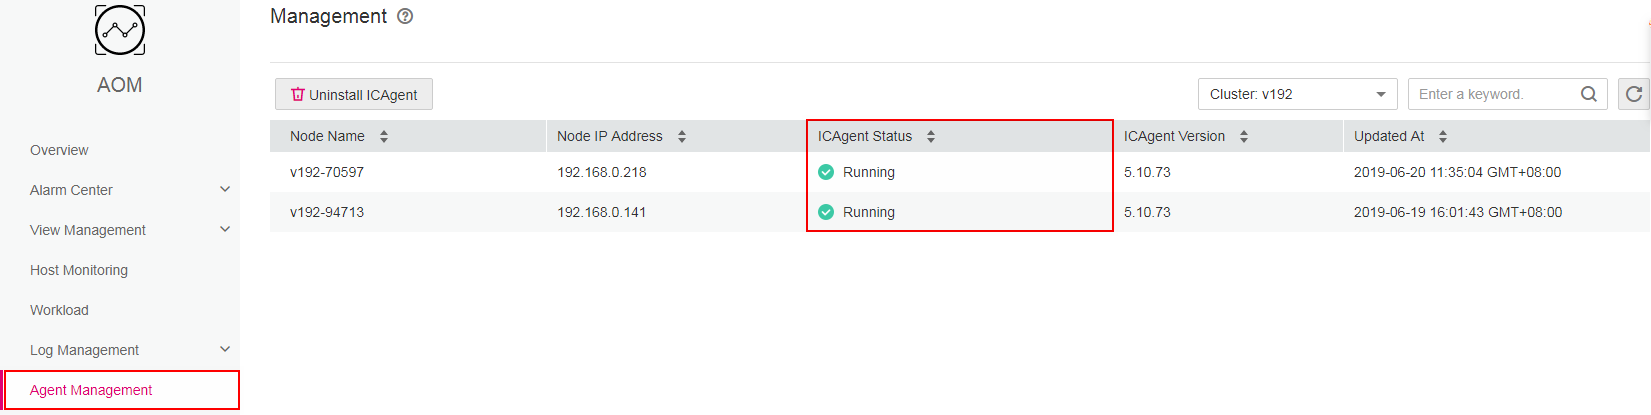 Management
AOM
Uninstall ICAgent
Cluster: v192
Enter a keyword.
Node Name Node IP Address ICAgent Status ICAgent Version Updated At
v192-70597 192.168.0.218 Running 5.10.73 2019-06-20 11:35:04 GMT+08:00
v192-94713 192.168.0.141 Running 5.10.73 2019-06-19 16:01:43 GMT+08:00
Overview
Alarm Center
View Management
Host Monitoring
Workload
Log Management
Agent Management